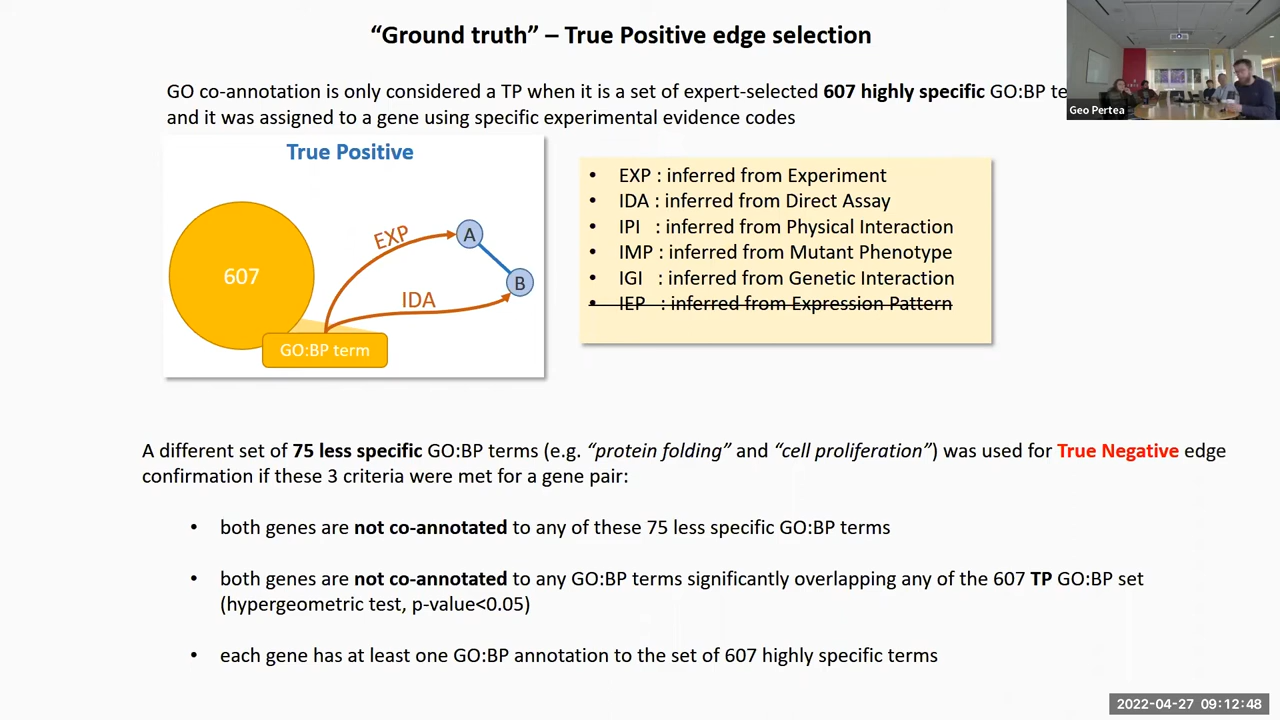 “Ground truth” – True Positive edge selection
GO co-annotation is only considered a TP when it is a set of expert-selected 607 highly specific GO:BP
and it was assigned to a gene using specific experimental evidence codes
Geo Pertea
True Positive
607
EXP
A
B
IDA
GO:BP term
• EXP : inferred from Experiment
• IDA : inferred from Direct Assay
• IPI : inferred from Physical Interaction
• IMP : inferred from Mutant Phenotype
• IGI : inferred from Genetic Interaction
• IEP : inferred from Expression Pattern
A different set of 75 less specific GO:BP terms (e.g. “protein folding” and “cell proliferation”) was used for True Negative edge
confirmation if these 3 criteria were met for a gene pair:
• both genes are not co-annotated to any of these 75 less specific GO:BP terms
• both genes are not co-annotated to any GO:BP terms significantly overlapping any of the 607 TP GO:BP set
(hypergeometric test, p-value<0.05)
• each gene has at least one GO:BP annotation to the set of 607 highly specific terms
2022-04-27 09:12:48